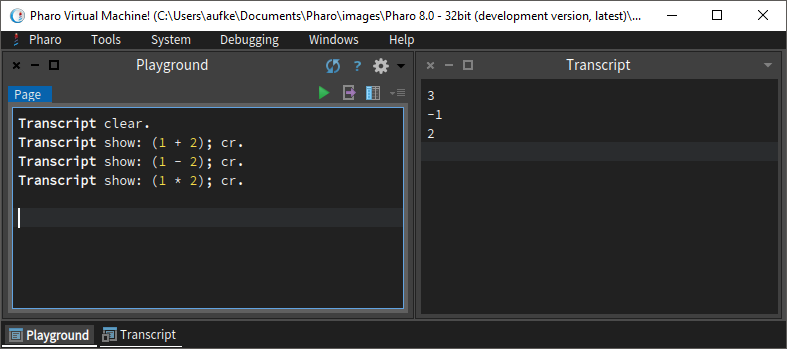 Pharo Virtual Machine! (C:\Users\aufke\Documents\Pharo\images\Pharo 8.0 - 32bit (development version, latest)\...
Pharo Tools System Debugging Windows Help
Playground
?
Page
Transcript clear.
Transcript show: (1 + 2); cr.
Transcript show: (1 - 2); cr.
Transcript show: (1 * 2); cr.
Transcript
3
-1
2
Playground Transcript